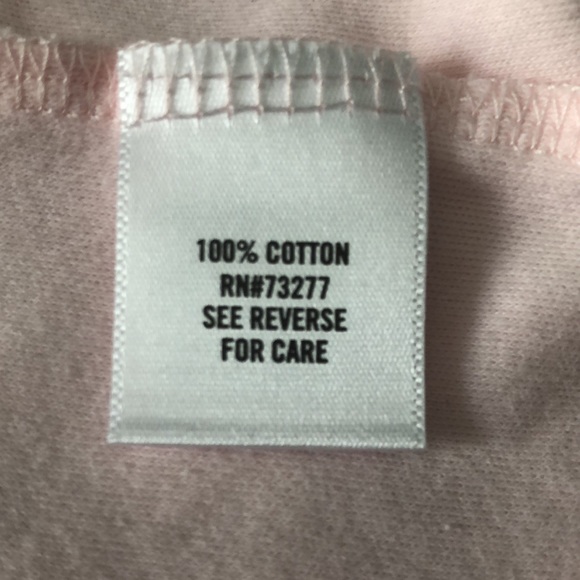 100% COTTON
RN#73277
SEE REVERSE
FOR CARE